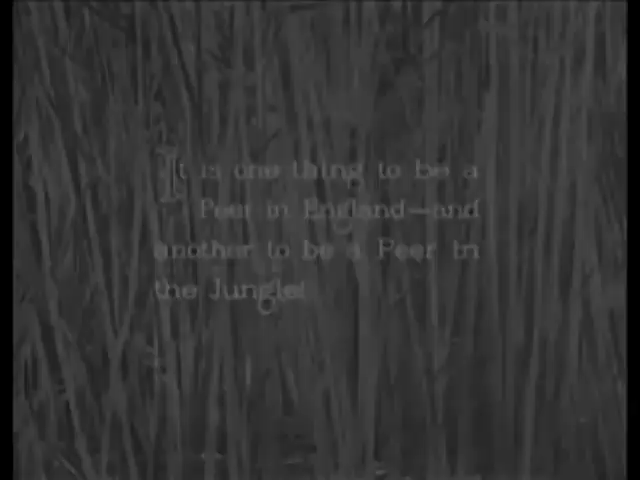 It is one thing to be a
Peer in England—and
another to be a Peer in
the Jungle!